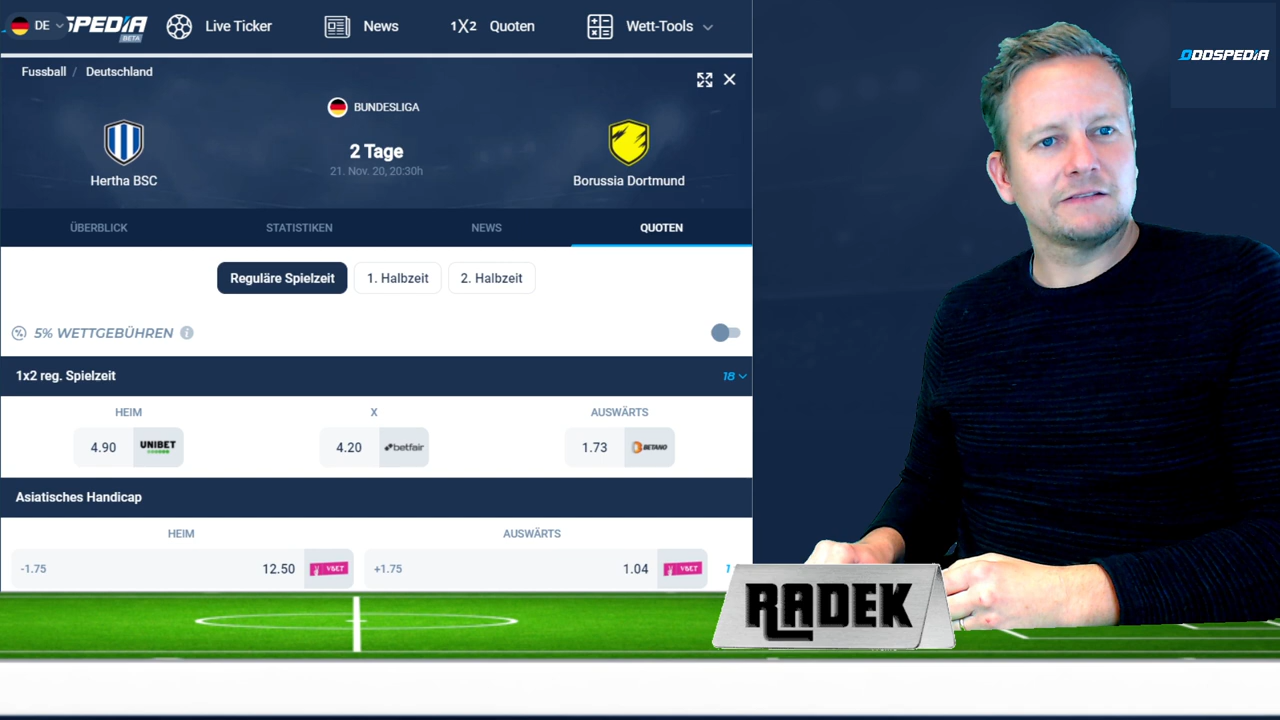 DE
SPEDIA
BETA
Live Ticker
News
1X2 Quoten
Wett-Tools
ODDSPEDIA
Fussball / Deutschland
BUNDESLIGA
2 Tage
21. Nov. 20, 20:30h
Hertha BSC
Borussia Dortmund
ÜBERBLICK
STATISTIKEN
NEWS
QUOTEN
Reguläre Spielzeit
1. Halbzeit
2. Halbzeit
5% WETTGEBÜHREN i
1x2 reg. Spielzeit
18
HEIM
X
AUSWÄRTS
4.90 UNIBET
4.20 betfair
1.73 BETANO
Asiatisches Handicap
HEIM
AUSWÄRTS
-1.75 12.50 VBET
+1.75 1.04 VBET
1
RADEK